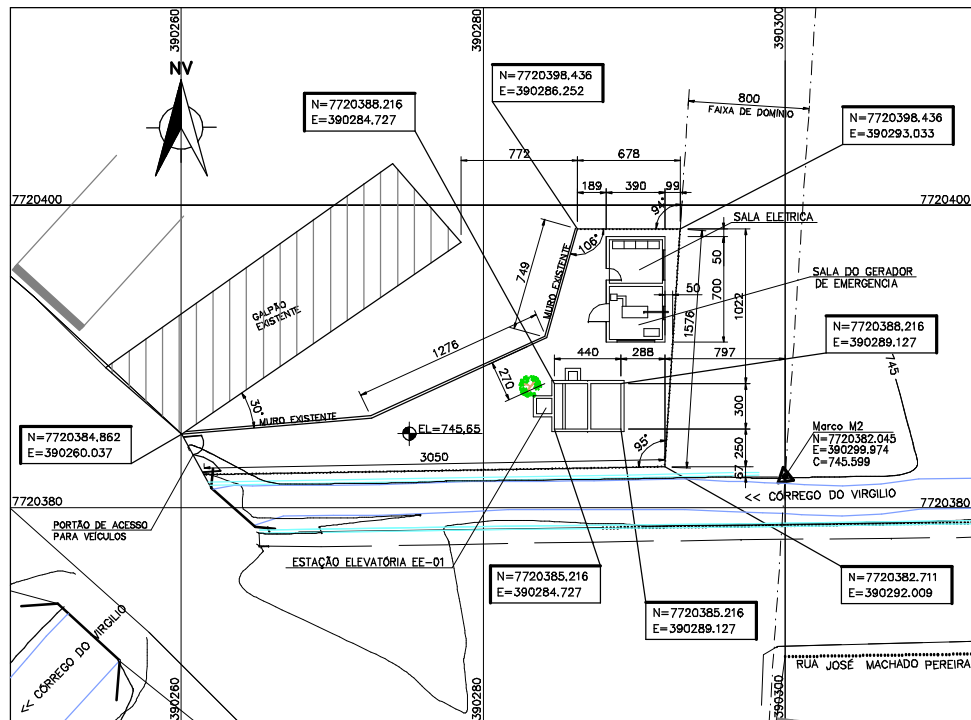 390260
390280
390300
NV
N=7720398.436
E=390286.252
N=7720388.216
E=390284,727
800
FAIXA DE DOMÍNIO
N=7720398.436
E=390293.033
772
678
189
390
99
7720400
7720400
94°
SALA ELETRICA
106°
749
MURO EXISTENTE
50
SALA DO GERADOR
DE EMERGENCIA
700
50
1022
1576
GALPÃO
EXISTENTE
N=7720388.216
E=390289.127
1276
440
288
797
745
270
30°
MURO EXISTENTE
300
EL=745,65
N=7720384,862
E=390260.037
Marco M2
N=7720382.045
E=390299.974
C=745.599
95°
250
3050
67
<< CÓRREGO DO VIRGILIO
7720380
7720380
PORTÃO DE ACESSO
PARA VEÍCULOS
ESTAÇÃO ELEVATÓRIA EE-01
N=7720385,216
E=390284.727
N=7720382.711
E=390292.009
N=7720385.216
E=390289.127
<< CÓRREGO DO VIRGILIO
RUA JOSÉ MACHADO PEREIRA
390260
390280
390300